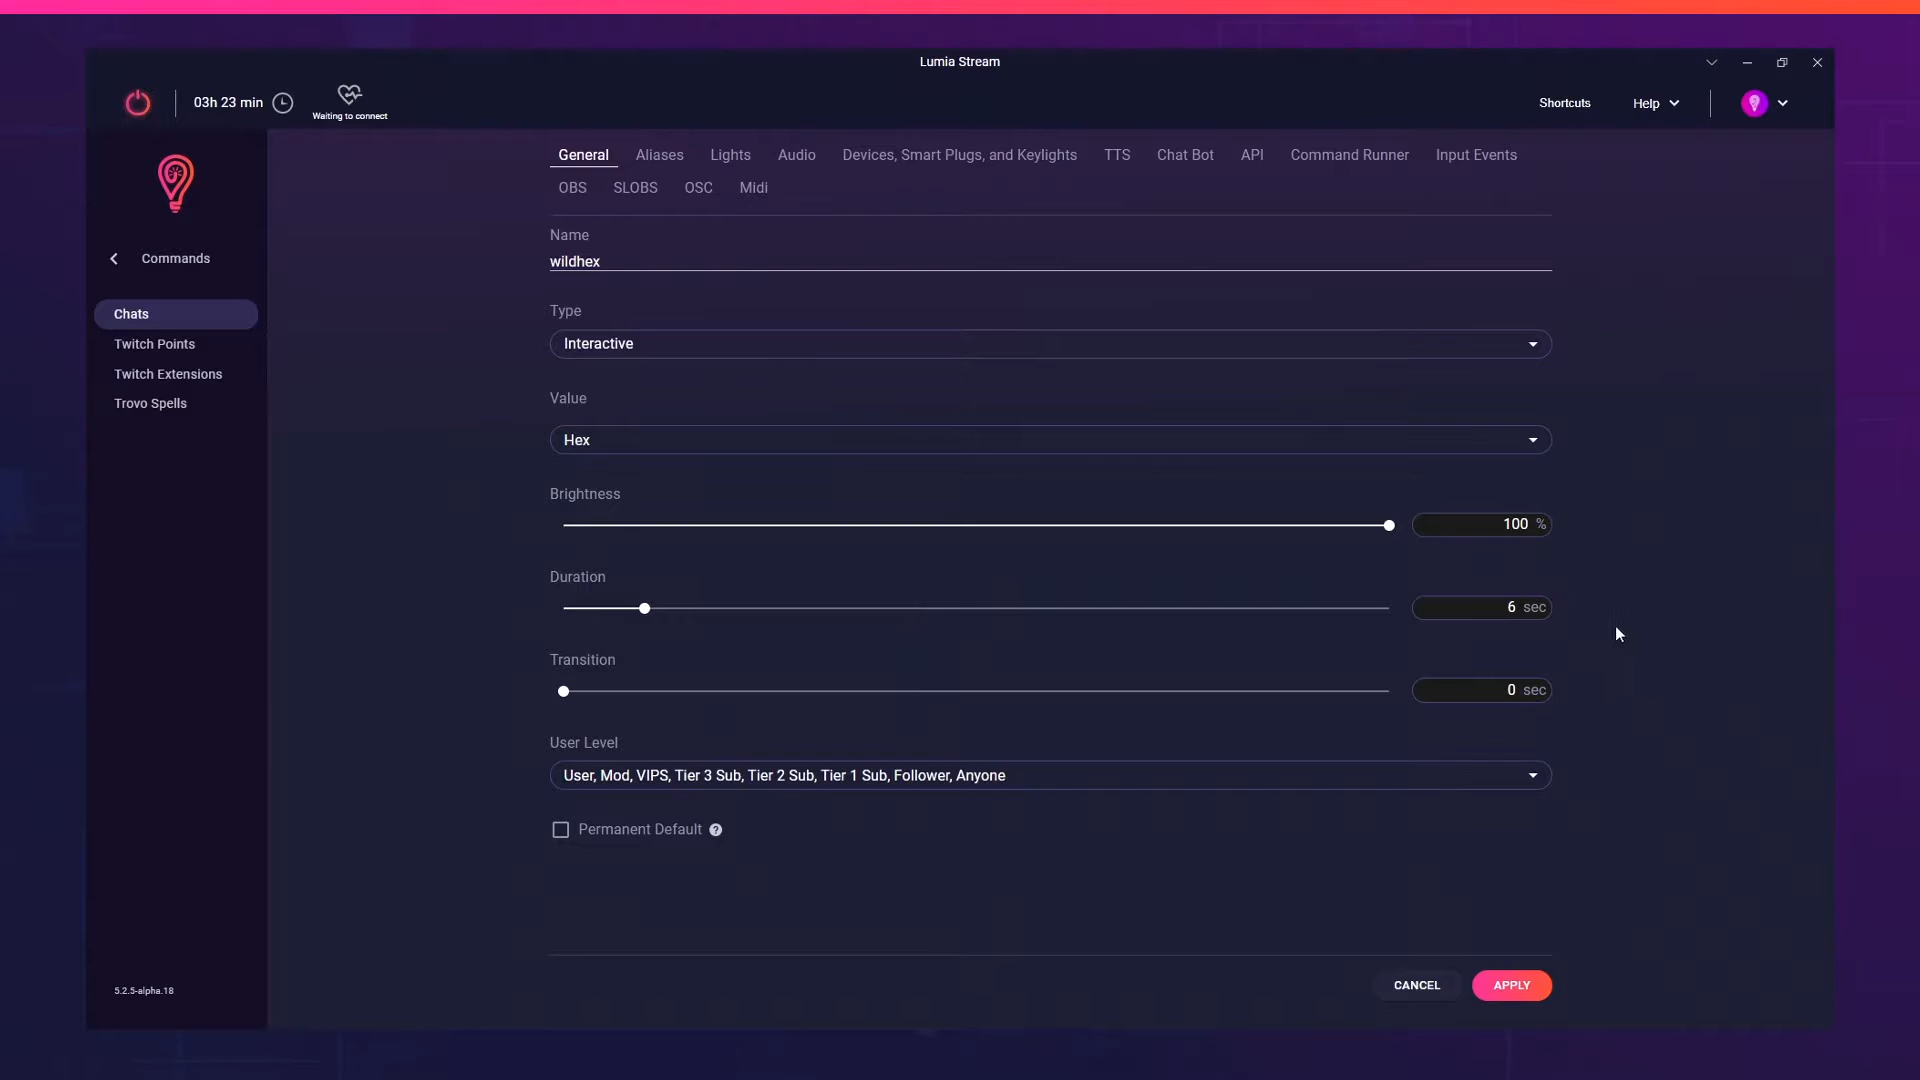 Lumia Stream
03h 23 min
Waiting to connect
Shortcuts
Help
General Aliases Lights Audio Devices, Smart Plugs, and Keylights TTS Chat Bot API Command Runner Input Events
OBS SLOBS OSC Midi
Commands
Chats
Twitch Points
Twitch Extensions
Trovo Spells
5.2.5-alpha.18
Name
wildhex
Type
Interactive
Value
Hex
Brightness
100 %
Duration
6 sec
Transition
0 sec
User Level
User, Mod, VIPS, Tier 3 Sub, Tier 2 Sub, Tier 1 Sub, Follower, Anyone
Permanent Default ?
CANCEL APPLY